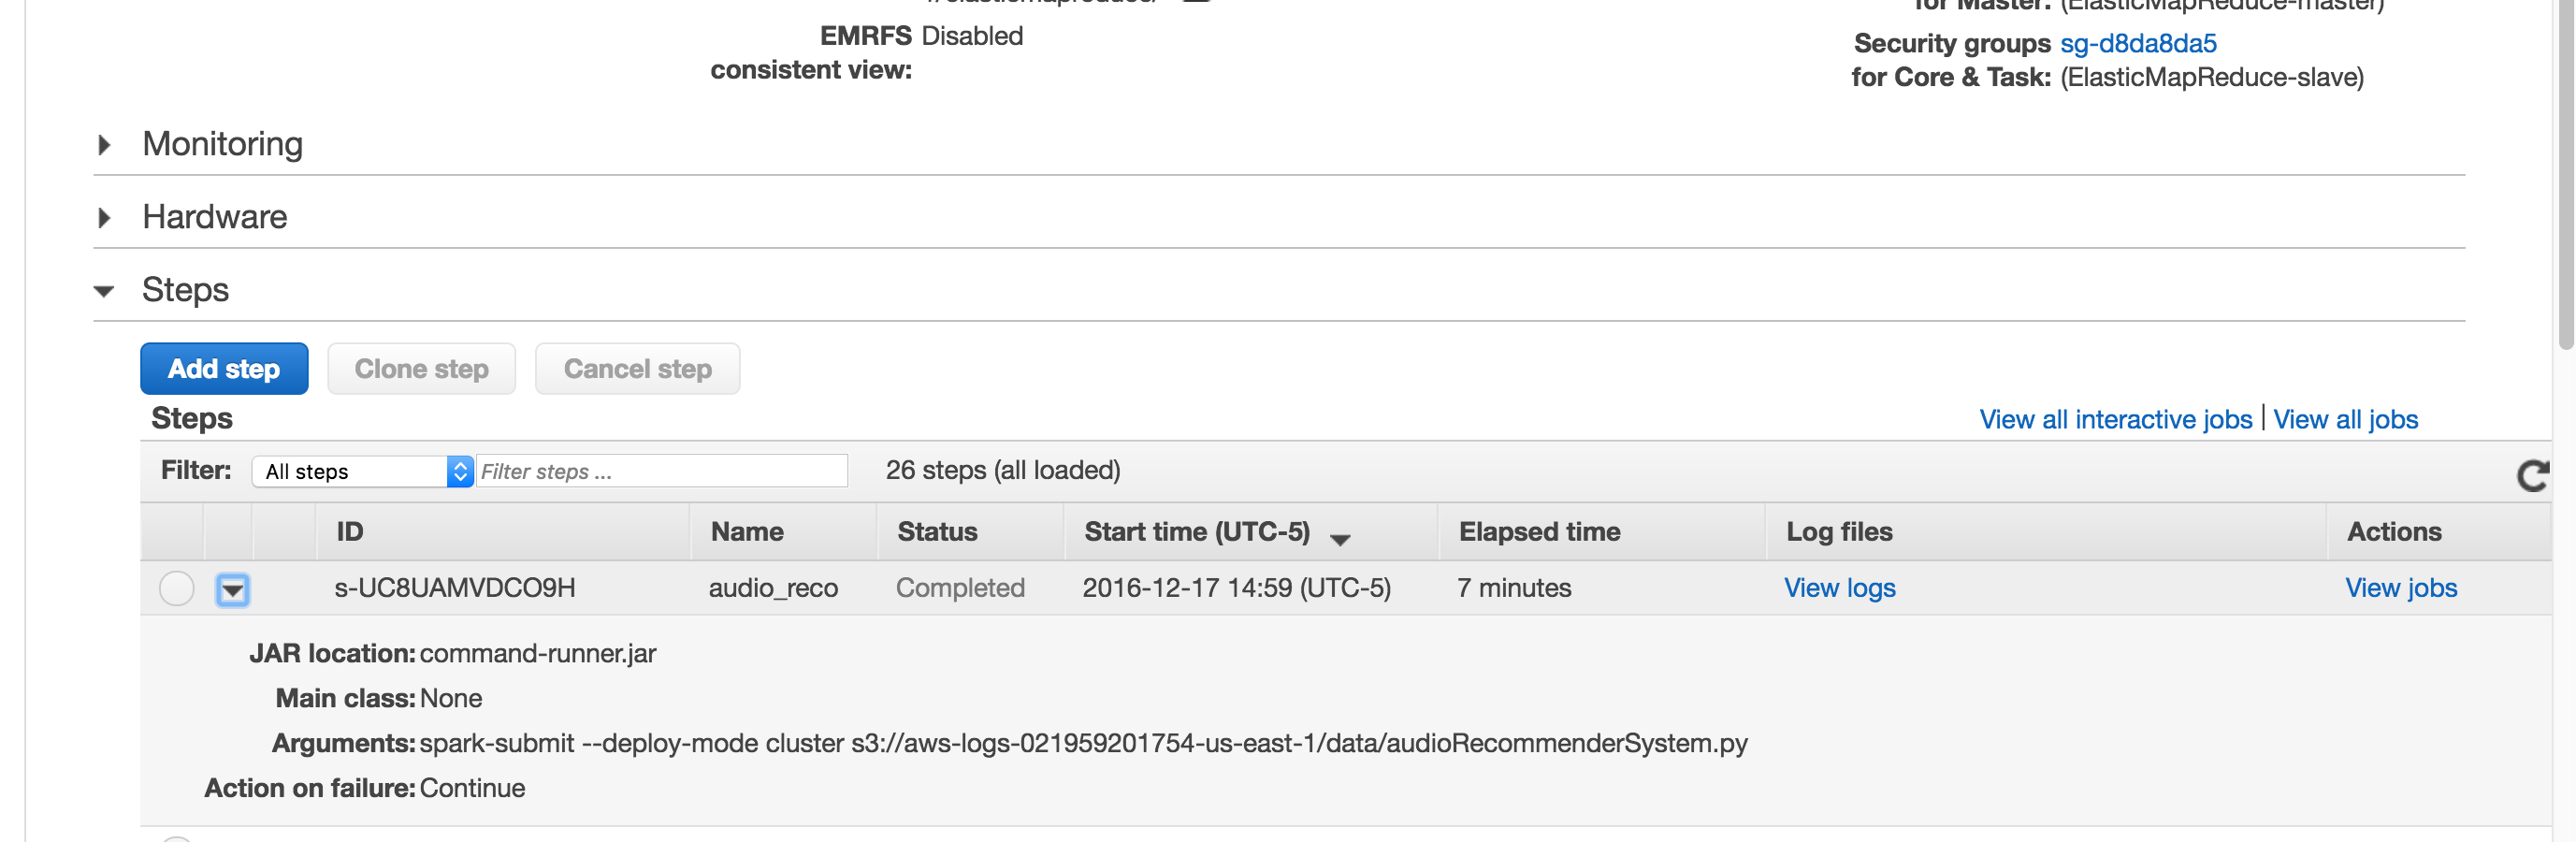 EMRFS Disabled
consistent view:
for Master: (ElasticMapReduce-master)
Security groups sg-d8da8da5
for Core & Task: (ElasticMapReduce-slave)
Monitoring
Hardware
Steps
Add step Clone step Cancel step
Steps View all interactive jobs | View all jobs
Filter: All steps Filter steps ... 26 steps (all loaded)
ID Name Status Start time (UTC-5) Elapsed time Log files Actions
s-UC8UAMVDCO9H audio_reco Completed 2016-12-17 14:59 (UTC-5) 7 minutes View logs View jobs
JAR location: command-runner.jar
Main class: None
Arguments: spark-submit --deploy-mode cluster s3://aws-logs-021959201754-us-east-1/data/audioRecommenderSystem.py
Action on failure: Continue